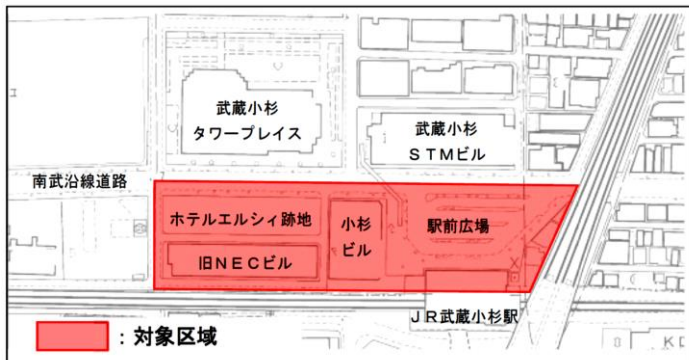 武蔵小杉
タワープレイス
武蔵小杉
STMビル
南武沿線道路
ホテルエルシィ跡地
小杉
ビル
駅前広場
旧NECビル
JR武蔵小杉駅
:対象区域
KD